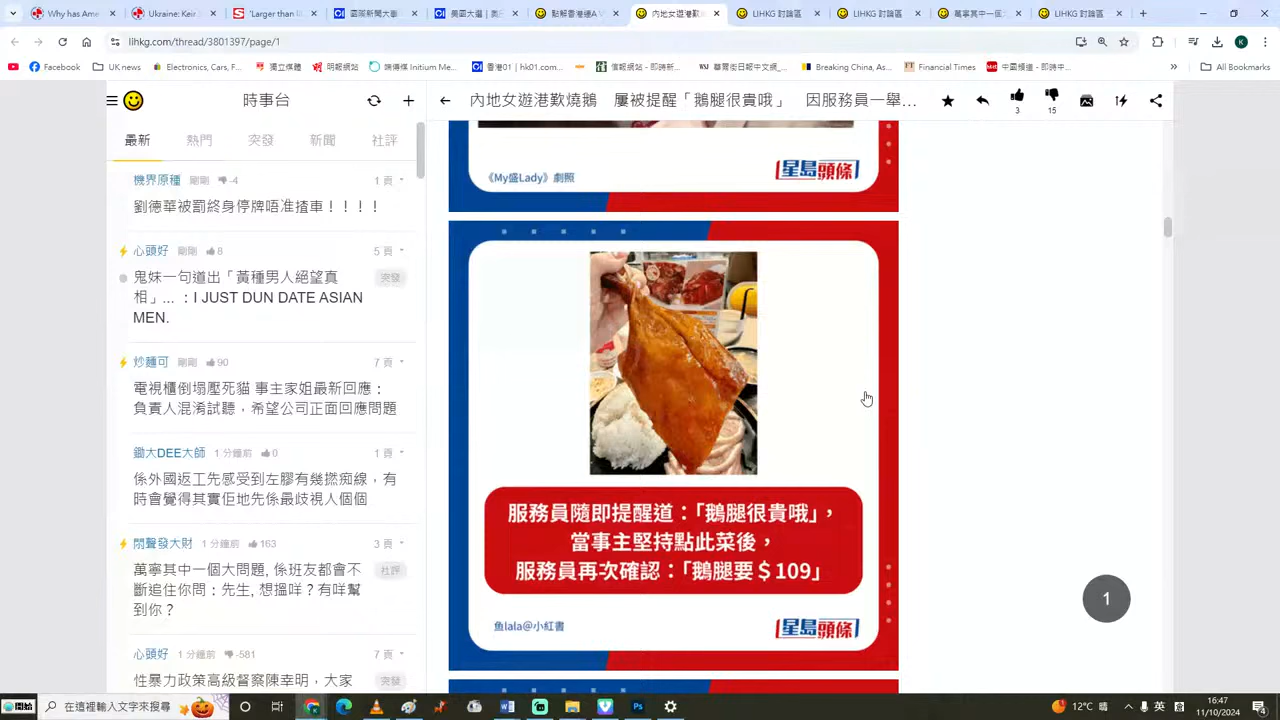 Why has Ame
'Largest tria
國際新聞大事
美國大選 | 奧
點解香港連A
內地女遊港歎
LIHKG 討論區
LIHKG 討論區
萬寧其中一個
LIHKG 討論區
lihkg.com/thread/3801397/page/1
Facebook
UK news
Electronics, Cars, F...
獨立媒體
明報網站
端傳媒 Initium Me...
香港01 | hk01.com...
信報網站 - 即時新...
華爾街日報中文網...
Breaking China, As...
Financial Times
中國頻道 - 即時中...
All Bookmarks
時事台
內地女遊港歎燒鵝 屢被提醒「鵝腿很貴哦」 因服務員一舉...
3
15
最新
熱門
突發
新聞
社評
機界原種 剛剛 -4
1 頁
劉德華被罰終身停牌唔准揸車！！！！
心頭好 剛剛 8
5 頁
鬼妹一句道出「黃種男人絕望真
相」... ：I JUST DUN DATE ASIAN
MEN.
突發
炒麵可 剛剛 90
7 頁
電視櫃倒塌壓死貓 事主家姐最新回應：
負責人混淆試聽，希望公司正面回應問題
鋤大DEE大師 1 分鐘前 0
1 頁
係外國返工先感受到左膠有幾撚痴線，有
時會覺得其實佢地先係最歧視人個個
悶聲發大財 1 分鐘前 163
3 頁
萬寧其中一個大問題, 係班友都會不
斷追住你問：先生, 想搵咩？有咩幫
到你？
社評
心頭好 1 分鐘前 -581
7 頁
性暴力政策高級督察陳幸明，大家
突發
《My盛Lady》劇照
星島頭條
服務員隨即提醒道：「鵝腿很貴哦」，
當事主堅持點此菜後，
服務員再次確認：「鵝腿要＄109」
魚lala@小紅書
星島頭條
1
開始
在這裡輸入文字來搜尋
12°C 晴
英
16:47
11/10/2024